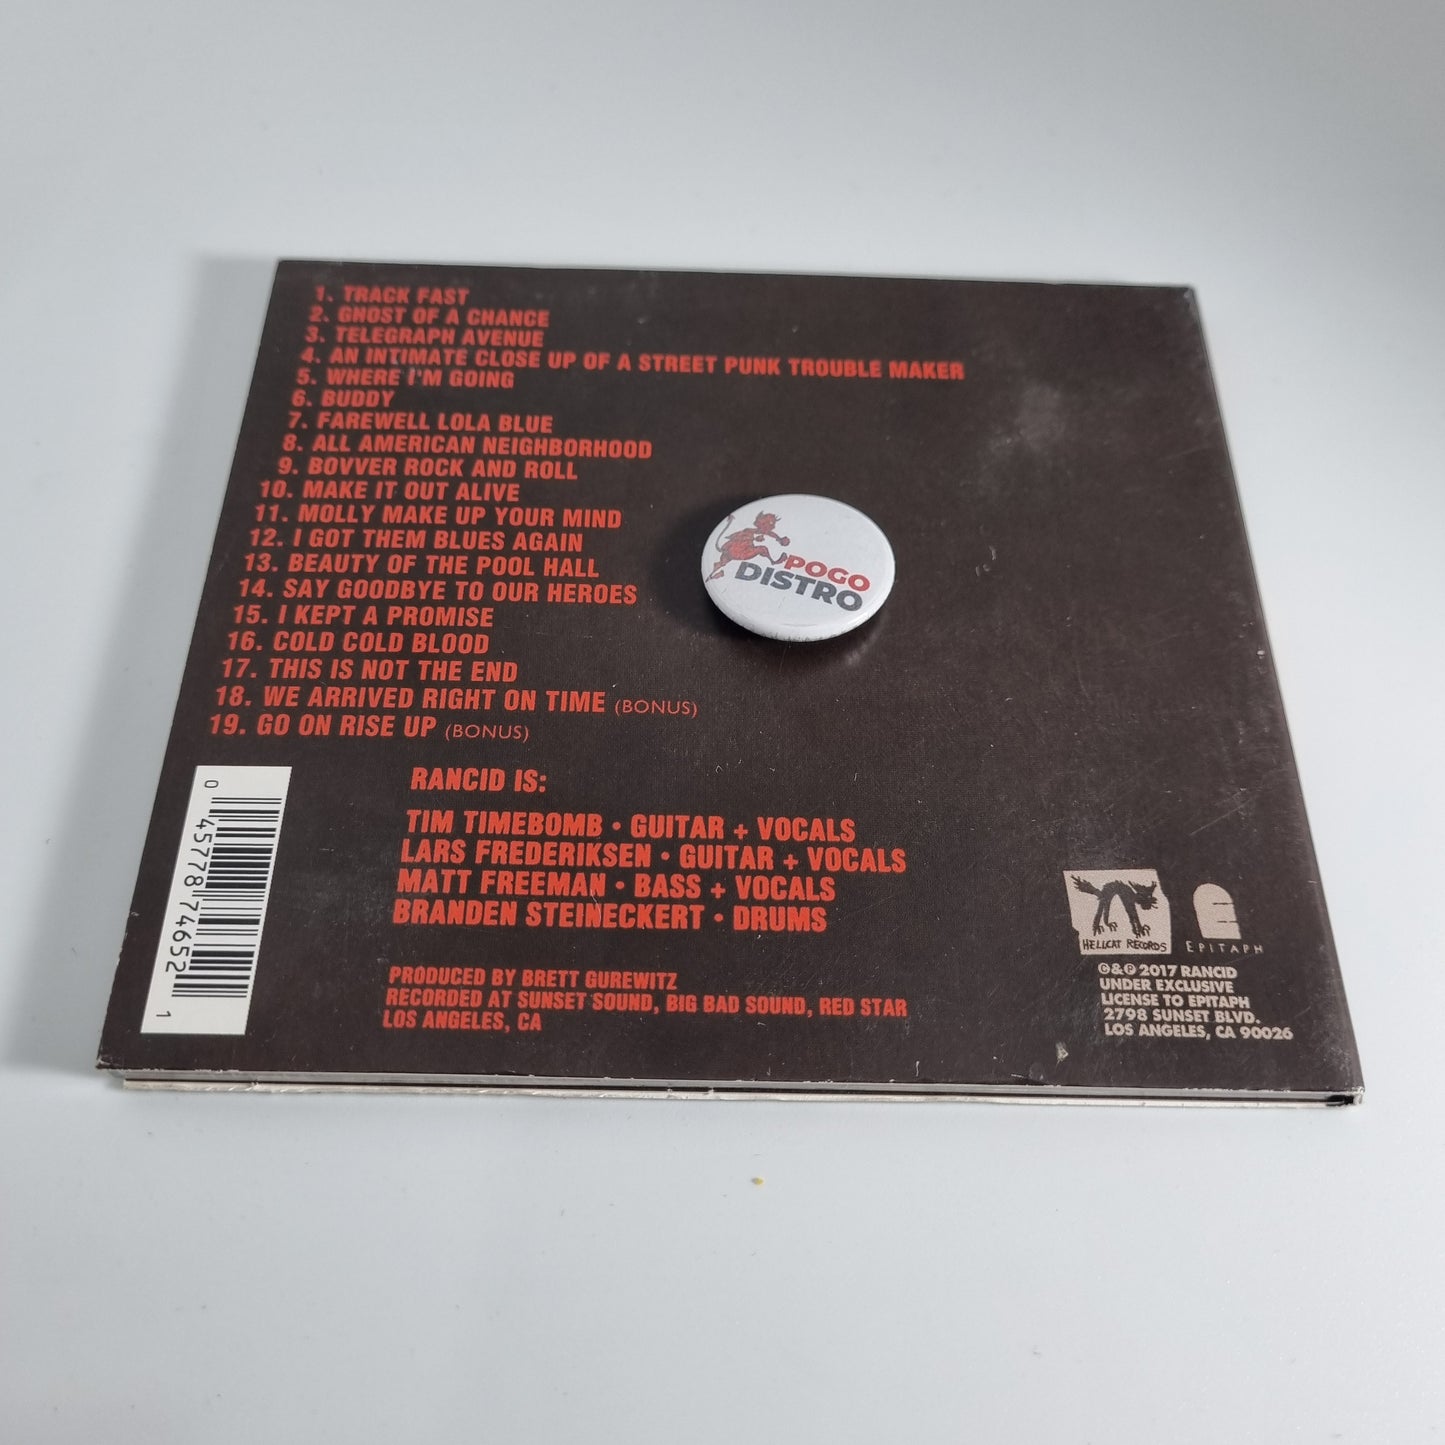 1. TRACK FAST
2. GHOST OF A CHANCE
3. TELEGRAPH AVENUE
4. AN INTIMATE CLOSE UP OF A STREET PUNK TROUBLE MAKER
5. WHERE I'M GOING
6. BUDDY
7. FAREWELL LOLA BLUE
8. ALL AMERICAN NEIGHBORHOOD
9. BOVVER ROCK AND ROLL
10. MAKE IT OUT ALIVE
11. MOLLY MAKE UP YOUR MIND
12. I GOT THEM BLUES AGAIN
13. BEAUTY OF THE POOL HALL
14. SAY GOODBYE TO OUR HEROES
15. I KEPT A PROMISE
16. COLD COLD BLOOD
17. THIS IS NOT THE END
18. WE ARRIVED RIGHT ON TIME (BONUS)
19. GO ON RISE UP (BONUS)
POGO
DISTRO
RANCID IS:
TIM TIMEBOMB • GUITAR + VOCALS
LARS FREDERIKSEN • GUITAR + VOCALS
MATT FREEMAN • BASS + VOCALS
BRANDEN STEINECKERT • DRUMS
PRODUCED BY BRETT GUREWITZ
RECORDED AT SUNSET SOUND, BIG BAD SOUND, RED STAR
LOS ANGELES, CA
0 45778 74652 1
HELLCAT RECORDS
EPITAPH
©&℗ 2017 RANCID
UNDER EXCLUSIVE
LICENSE TO EPITAPH
2798 SUNSET BLVD.
LOS ANGELES, CA 90026